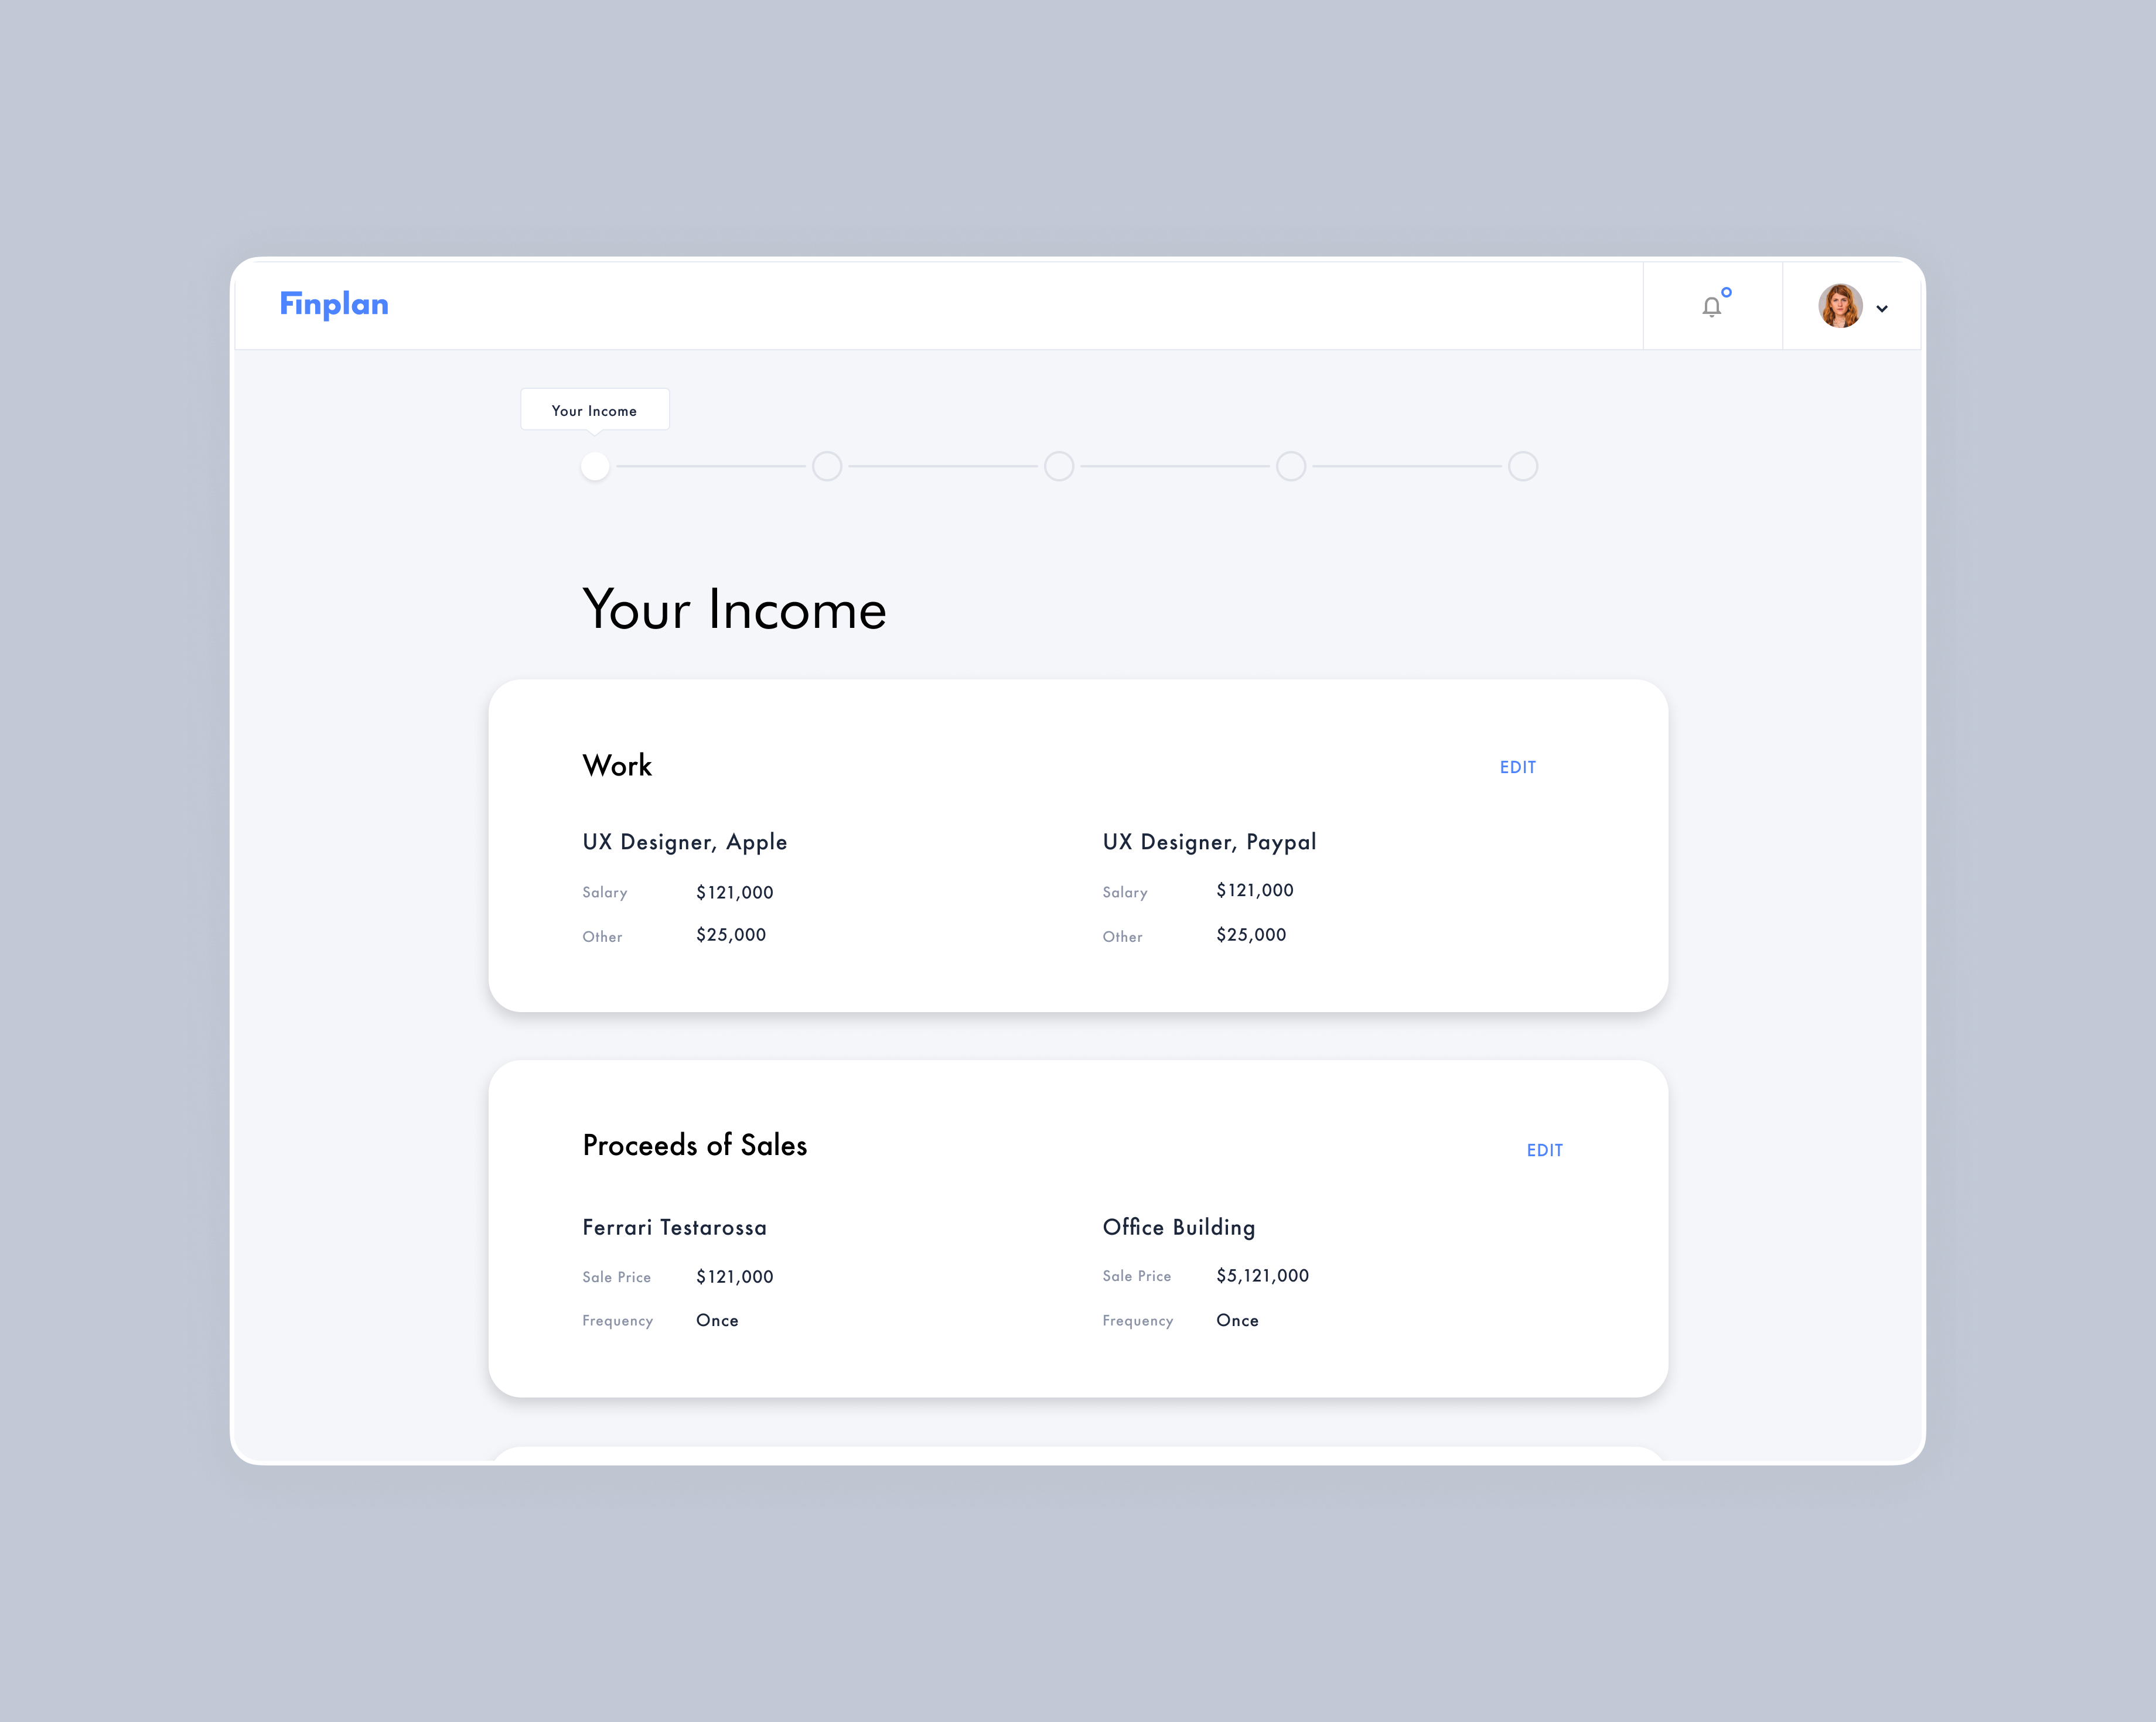 Finplan
Your Income
Your Income
Work
EDIT
UX Designer, Apple
UX Designer, Paypal
Salary $121,000
Salary $121,000
Other $25,000
Other $25,000
Proceeds of Sales
EDIT
Ferrari Testarossa
Office Building
Sale Price $121,000
Sale Price $5,121,000
Frequency Once
Frequency Once